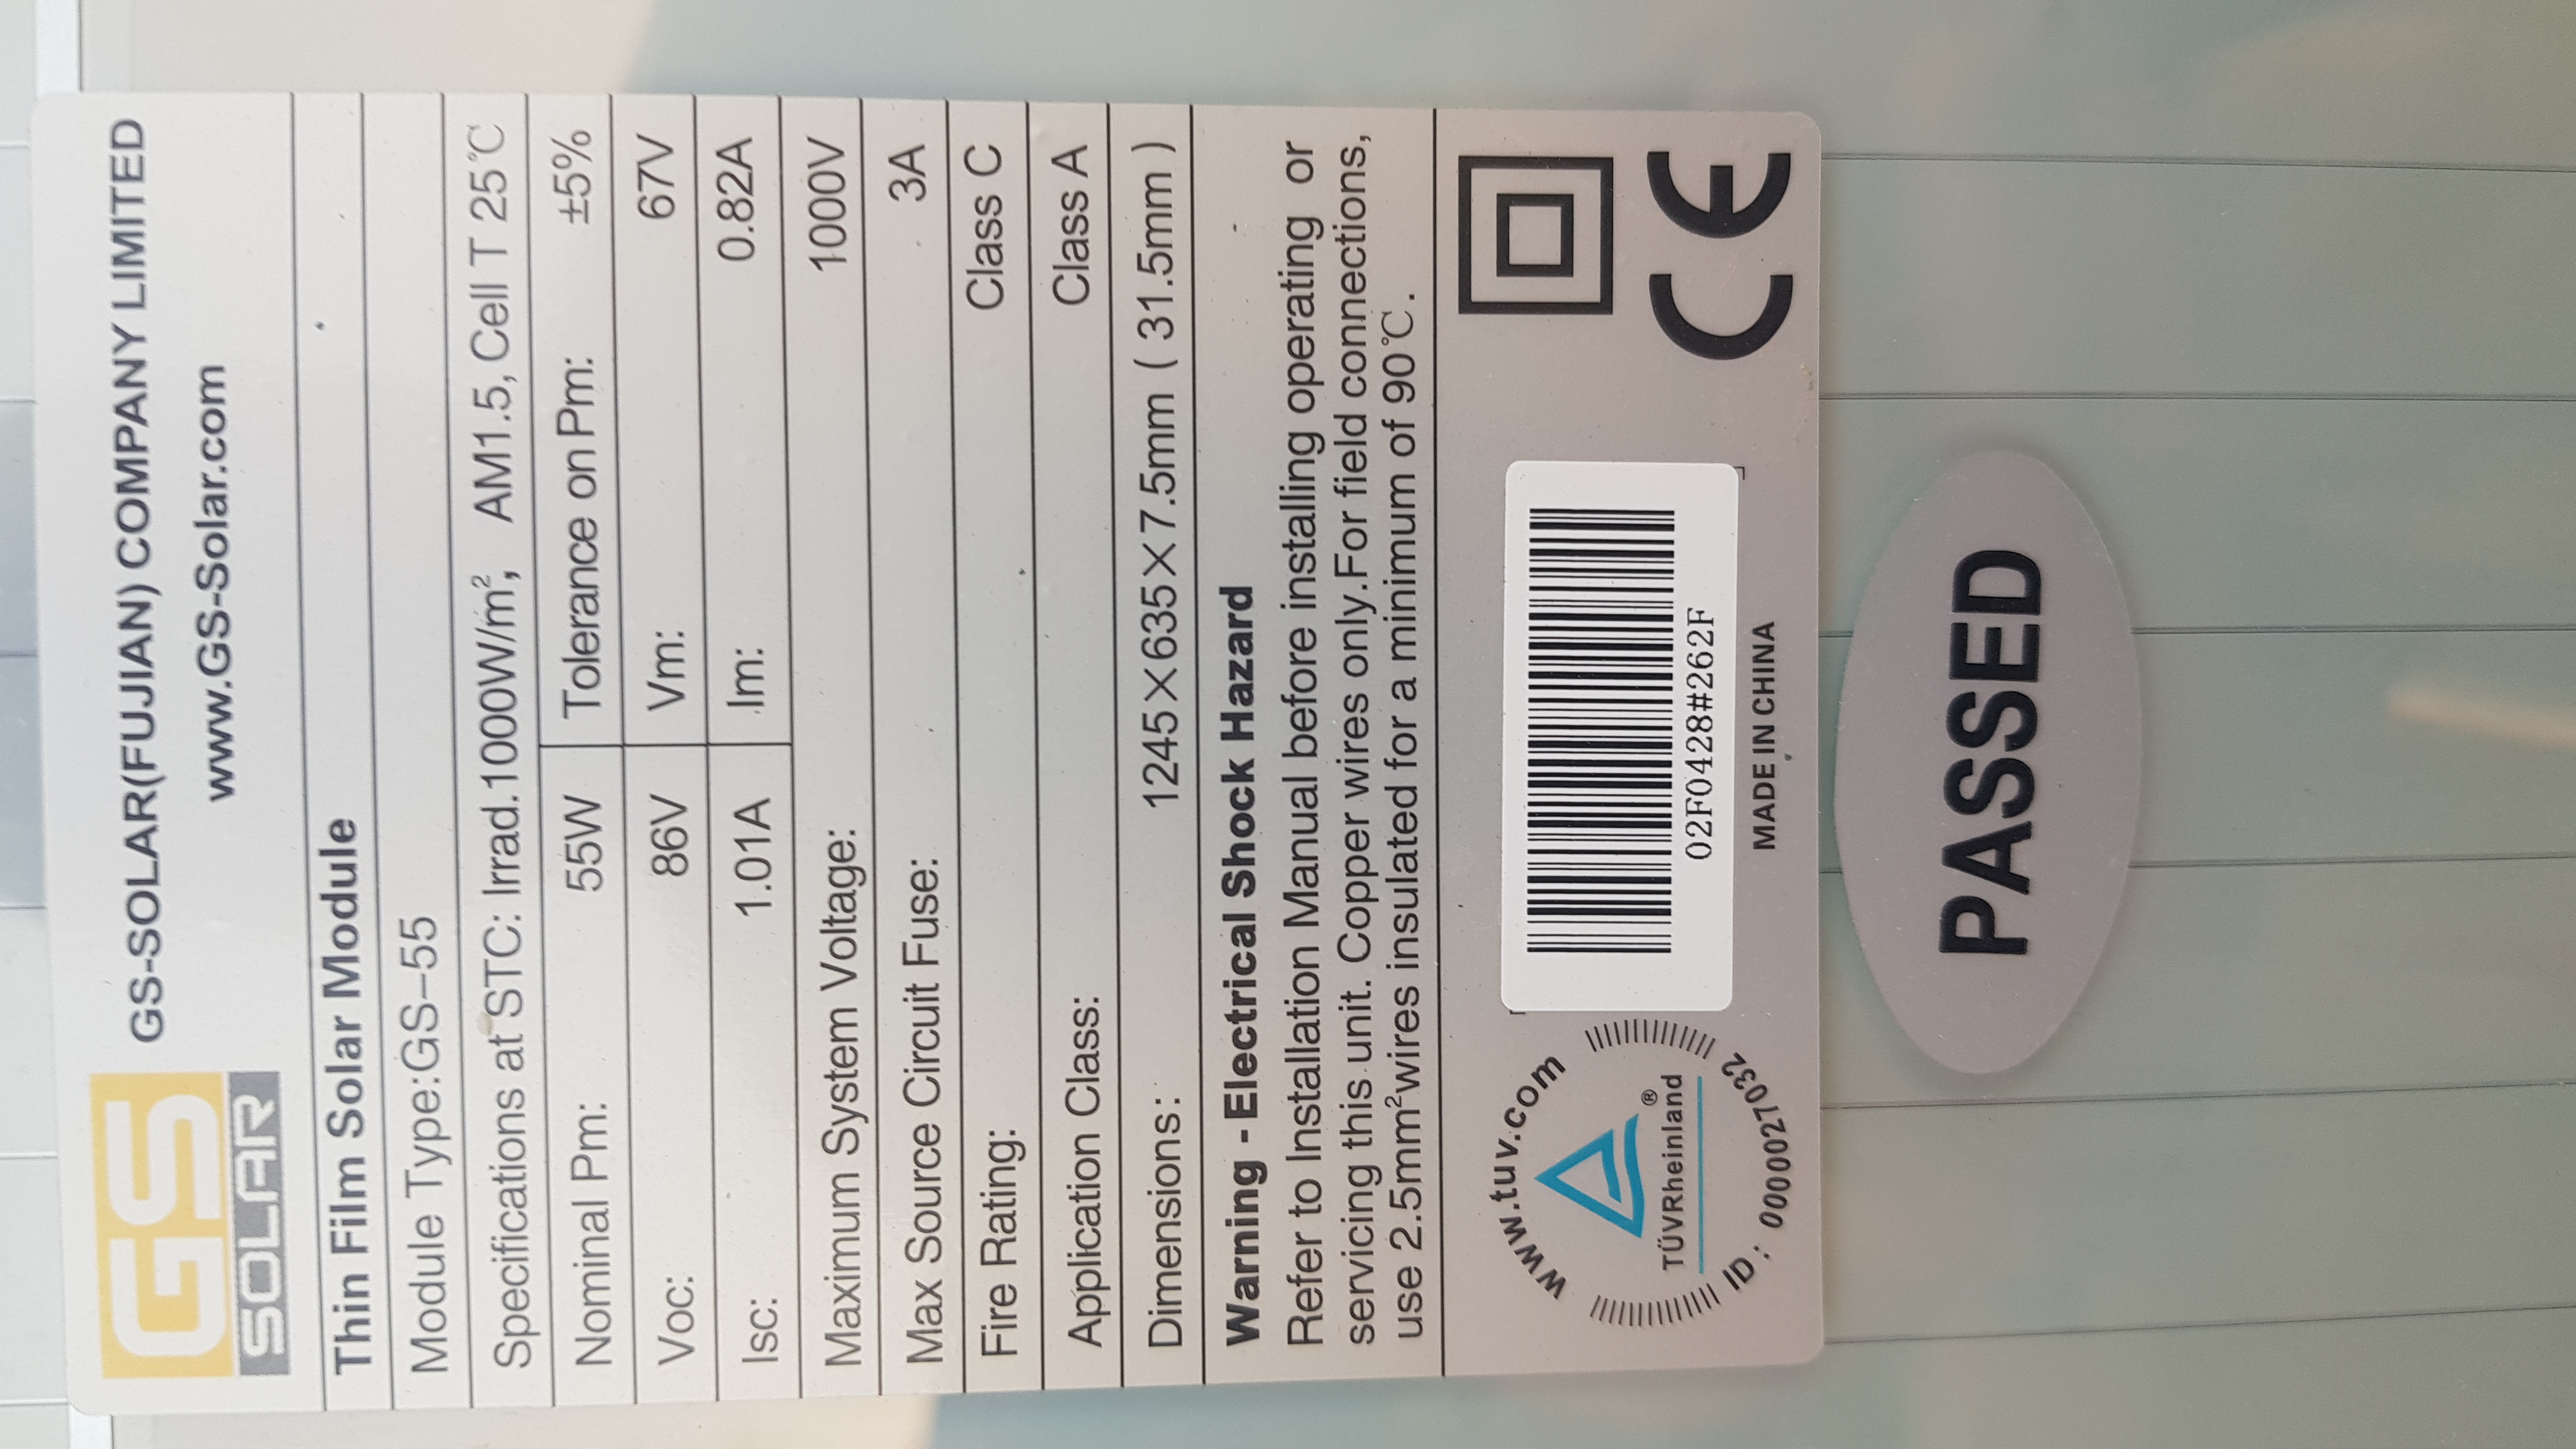 GS
SOLAR
GS-SOLAR(FUJIAN) COMPANY LIMITED
www.GS-Solar.com
Thin Film Solar Module
Module Type:GS-55
Specifications at STC: Irrad.1000W/m², AM1.5, Cell T 25℃
Nominal Pm: 55W Tolerance on Pm: ±5%
Voc: 86V Vm: 67V
Isc: 1.01A Im: 0.82A
Maximum System Voltage: 1000V
Max Source Circuit Fuse: 3A
Fire Rating: Class C
Application Class: Class A
Dimensions: 1245×635×7.5mm ( 31.5mm )
Warning - Electrical Shock Hazard
Refer to Installation Manual before installing operating or
servicing this unit. Copper wires only.For field connections,
use 2.5mm²wires insulated for a minimum of 90℃.
www.tuv.com
TÜVRheinland®
ID: 0000027032
02F0428#262F
MADE IN CHINA
CE
PASSED